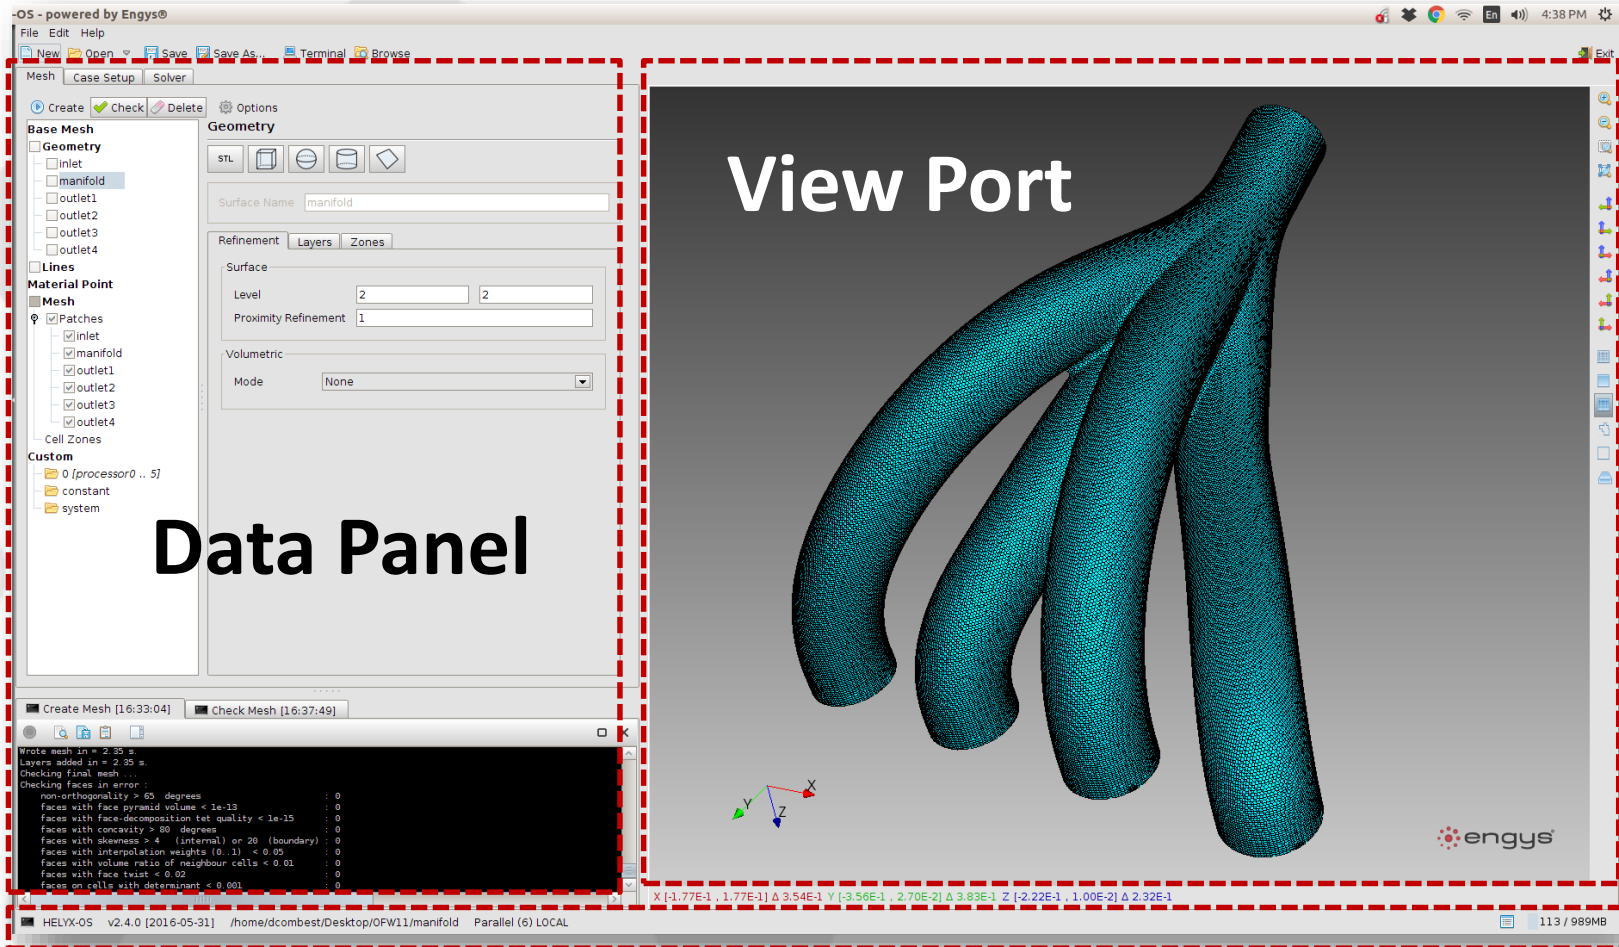 -OS - powered by Engys®
En
4:38 PM
File Edit Help
New Open Save Save As... Terminal Browse
Exit
Mesh Case Setup Solver
Create Check Delete Options
Base Mesh
Geometry
inlet
manifold
outlet1
outlet2
outlet3
outlet4
Lines
Material Point
Mesh
Patches
inlet
manifold
outlet1
outlet2
outlet3
outlet4
Cell Zones
Custom
0 [processor0 .. 5]
constant
system
Geometry
STL
Surface Name manifold
Refinement Layers Zones
Surface
Level 2 2
Proximity Refinement 1
Volumetric
Mode None
Data Panel
View Port
X
Y
Z
engys
Create Mesh [16:33:04] Check Mesh [16:37:49]
Wrote mesh in = 2.35 s.
Layers added in = 2.35 s.
Checking final mesh ...
Checking faces in error :
non-orthogonality > 65 degrees : 0
faces with face pyramid volume < 1e-13 : 0
faces with face-decomposition tet quality < 1e-15 : 0
faces with concavity > 80 degrees : 0
faces with skewness > 4 (internal) or 20 (boundary) : 0
faces with interpolation weights (0..1) < 0.05 : 0
faces with volume ratio of neighbour cells < 0.01 : 0
faces with face twist < 0.02 : 0
faces on cells with determinant < 0.001 : 0
X [-1.77E-1 , 1.77E-1] Δ 3.54E-1 Y [-3.56E-1 , 2.70E-2] Δ 3.83E-1 Z [-2.22E-1 , 1.00E-2] Δ 2.32E-1
HELYX-OS v2.4.0 [2016-05-31] /home/dcombest/Desktop/OFW11/manifold Parallel (6) LOCAL
113 / 989MB